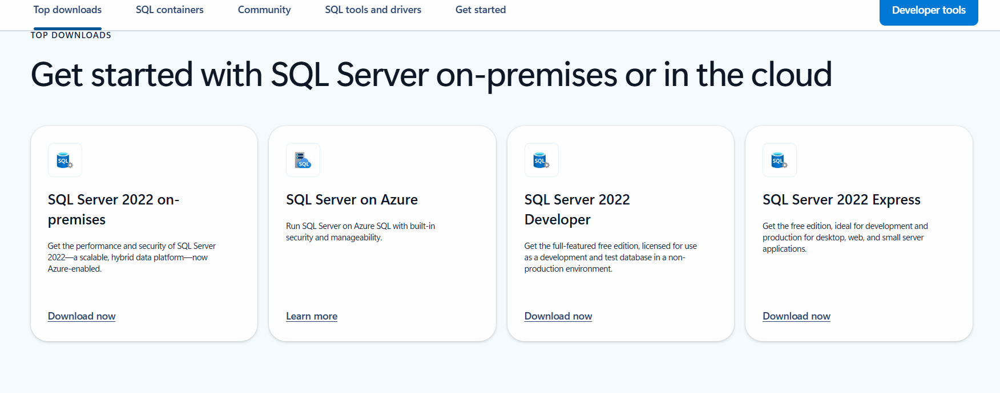 Top downloads
SQL containers
Community
SQL tools and drivers
Get started
Developer tools
TOP DOWNLOADS
Get started with SQL Server on-premises or in the cloud
SQL
SQL Server 2022 on-
premises
Get the performance and security of SQL Server
2022—a scalable, hybrid data platform—now
Azure-enabled.
Download now
SQL
SQL Server on Azure
Run SQL Server on Azure SQL with built-in
security and manageability.
Learn more
SQL
SQL Server 2022
Developer
Get the full-featured free edition, licensed for use
as a development and test database in a non-
production environment.
Download now
SQL
SQL Server 2022 Express
Get the free edition, ideal for development and
production for desktop, web, and small server
applications.
Download now